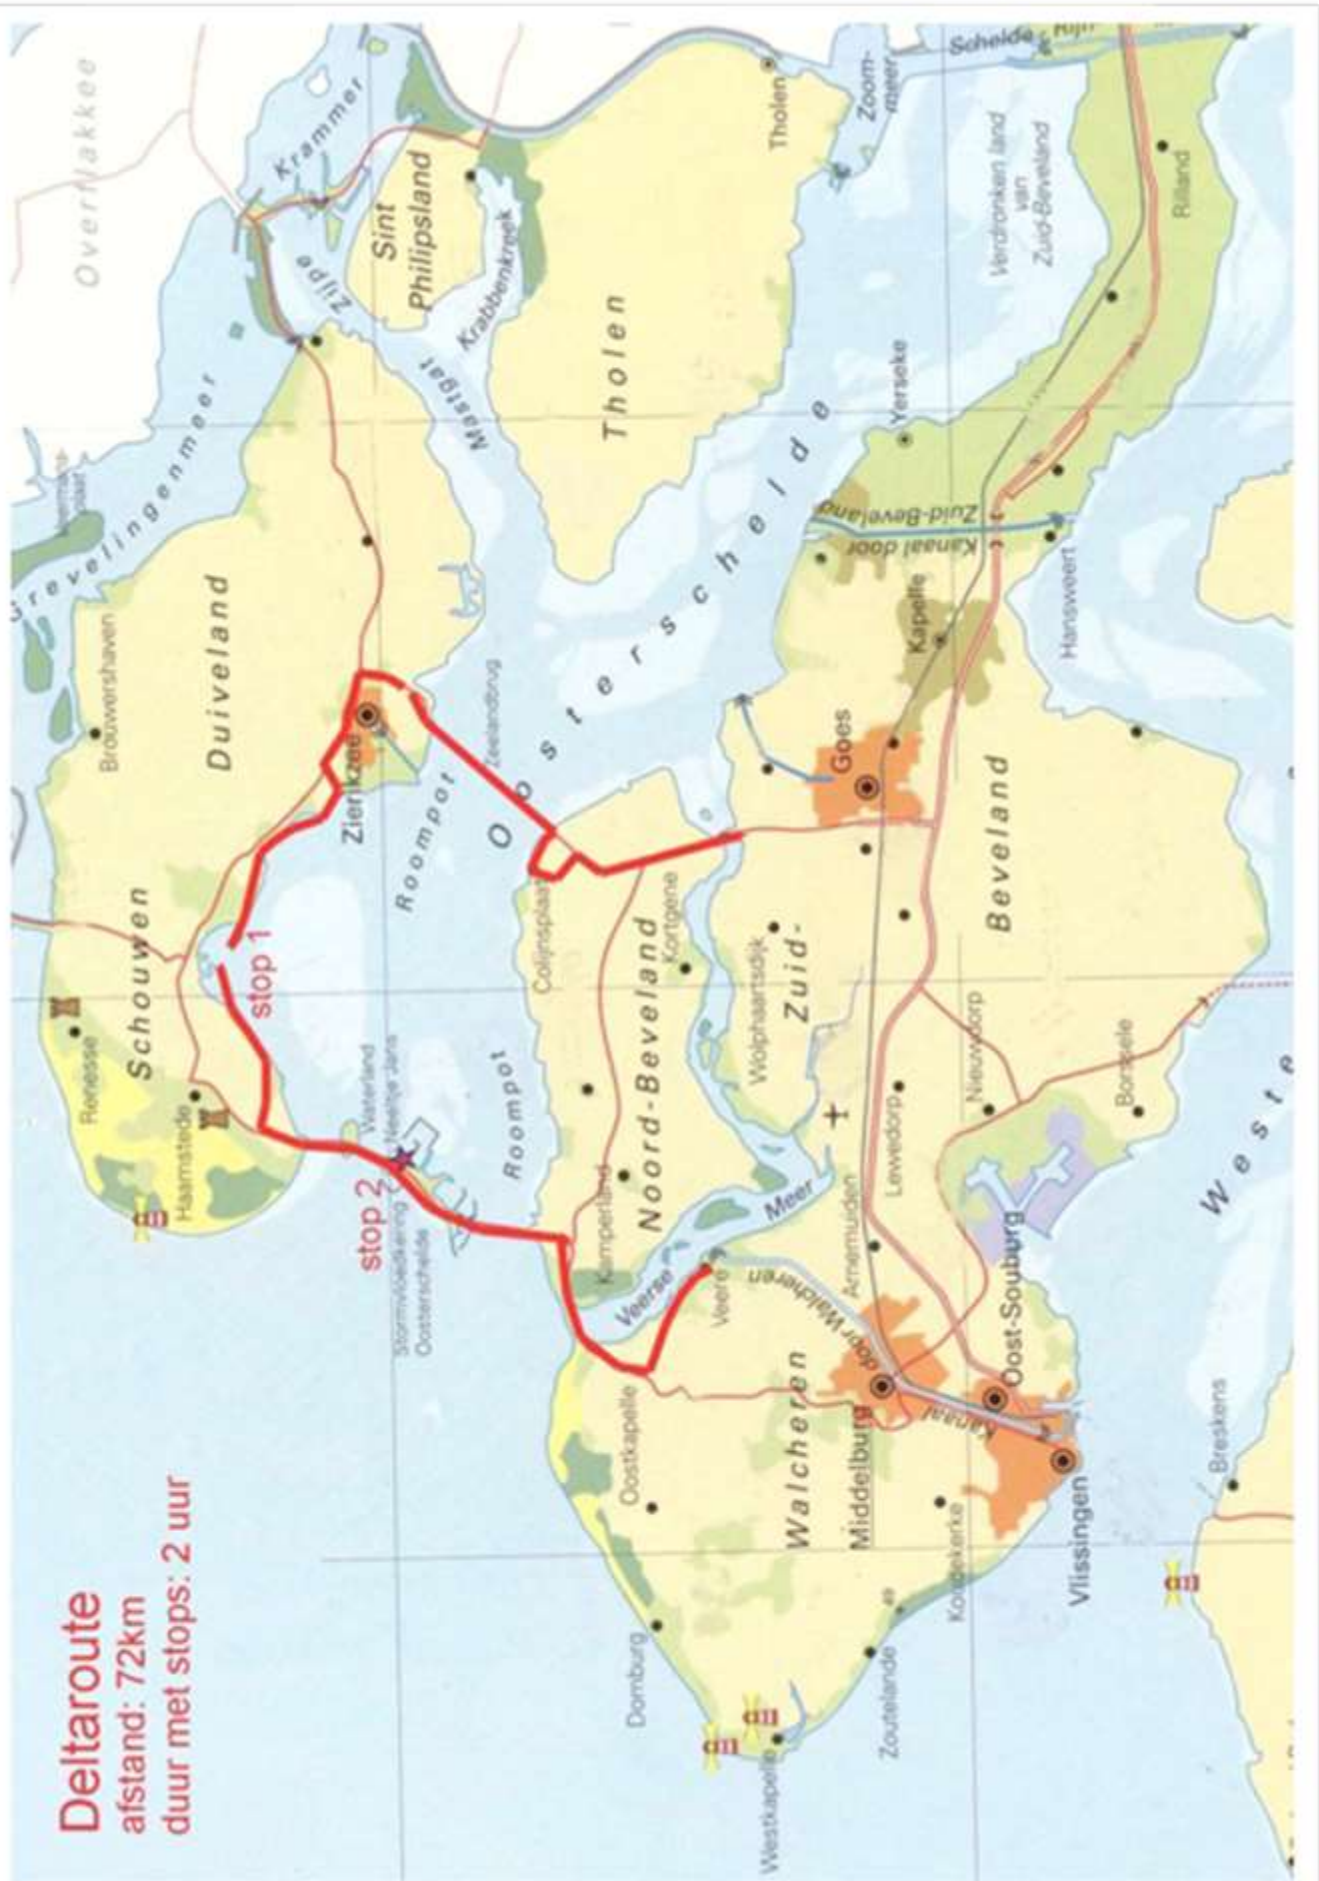 Deltaroute
afstand: 72km
duur met stops: 2 uur
Overflakkee
Krammer
Grevelingenmeer
Zijpe
Sint
Philipsland
Krabbenkreek
Mastgat
Tholen
Tholen
Zoom-
meer
Schelde - Rijn
Verdronken land
van
Zuid-Beveland
Rilland
Yerseke
Brouwershaven
Duiveland
Zierikzee
Roompot
Zeelandbrug
Oosterschelde
Renesse
Schouwen
Haamstede
stop 1
stop 2
Waterland
Neeltje Jans
Stormvloedkering
Oosterschelde
Roompot
Colijnsplaat
Kortgene
Noord-Beveland
Kamperland
Wolphaartsdijk
Zuid-
Beveland
Goes
Kapelle
Kanaal door
Zuid-Beveland
Hansweert
Veerse
Meer
Veere
Arnemuiden
Lewedorp
Nieuwdorp
Borssele
Oostkapelle
Walcheren
Middelburg
Kanaal
door Walcheren
Oost-Souburg
Domburg
Westkapelle
Zoutelande
49
Koudekerke
Vlissingen
Breskens
Weste